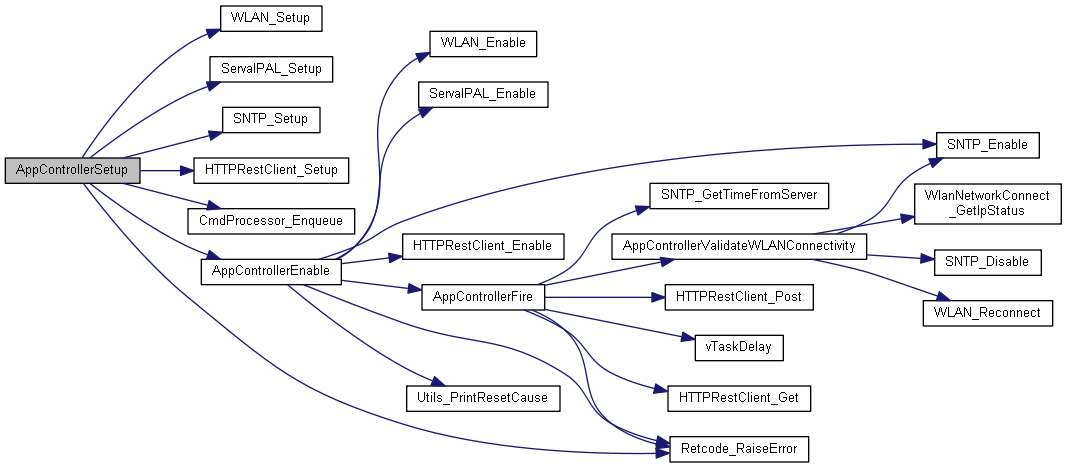 WLAN_Setup
ServalPAL_Setup
SNTP_Setup
AppControllerSetup
HTTPRestClient_Setup
CmdProcessor_Enqueue
AppControllerEnable
WLAN_Enable
ServalPAL_Enable
HTTPRestClient_Enable
AppControllerFire
Utils_PrintResetCause
SNTP_GetTimeFromServer
AppControllerValidateWLANConnectivity
HTTPRestClient_Post
vTaskDelay
HTTPRestClient_Get
Retcode_RaiseError
SNTP_Enable
WlanNetworkConnect
_GetIpStatus
SNTP_Disable
WLAN_Reconnect